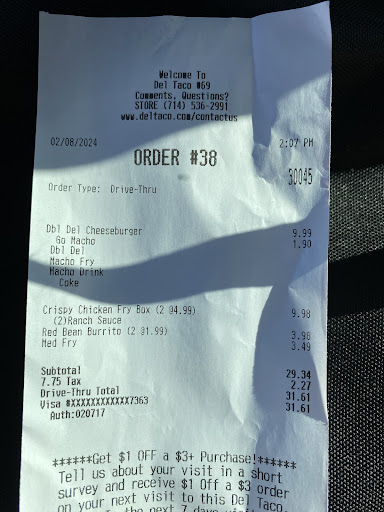 Welcome To
Del Taco #69
Comments, Questions?
STORE (714) 536-2991
www.deltaco.com/contactus
02/08/2024 2:07 PM
ORDER #38
30045
Order Type: Drive-Thru
Dbl Del Cheeseburger 9.99
Go Macho 1.90
Dbl Del
Macho Fry
Macho Drink
Coke
Crispy Chicken Fry Box (2 @4.99) 9.98
(2)Ranch Sauce
Red Bean Burrito (2 @1.99) 3.98
Med Fry 3.49
Subtotal 29.34
7.75 Tax 2.27
Drive-Thru Total 31.61
Visa #XXXXXXXXXXXX7363 31.61
Auth:020717
******Get $1 OFF a $3+ Purchase!******
Tell us about your visit in a short
survey and receive $1 Off a $3 order
on your next visit to this Del Taco.
the next 7 days